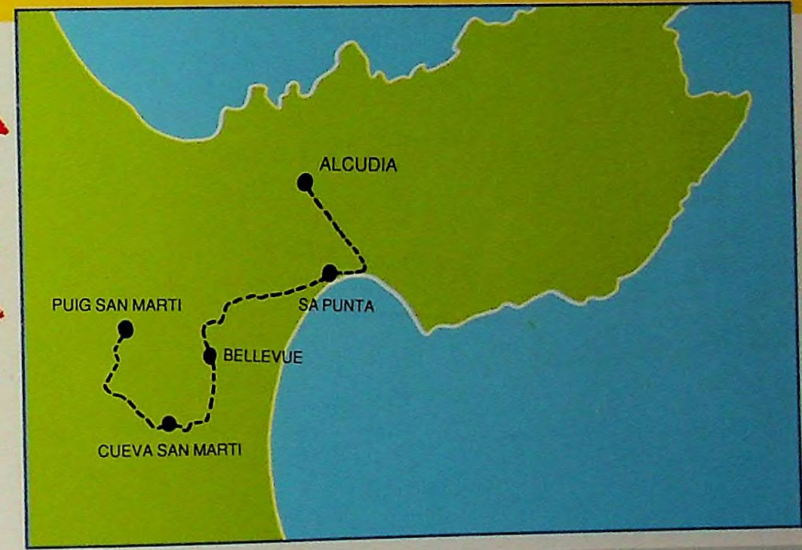 ALCUDIA
SA PUNTA
PUIG SAN MARTI
BELLEVUE
CUEVA SAN MARTI